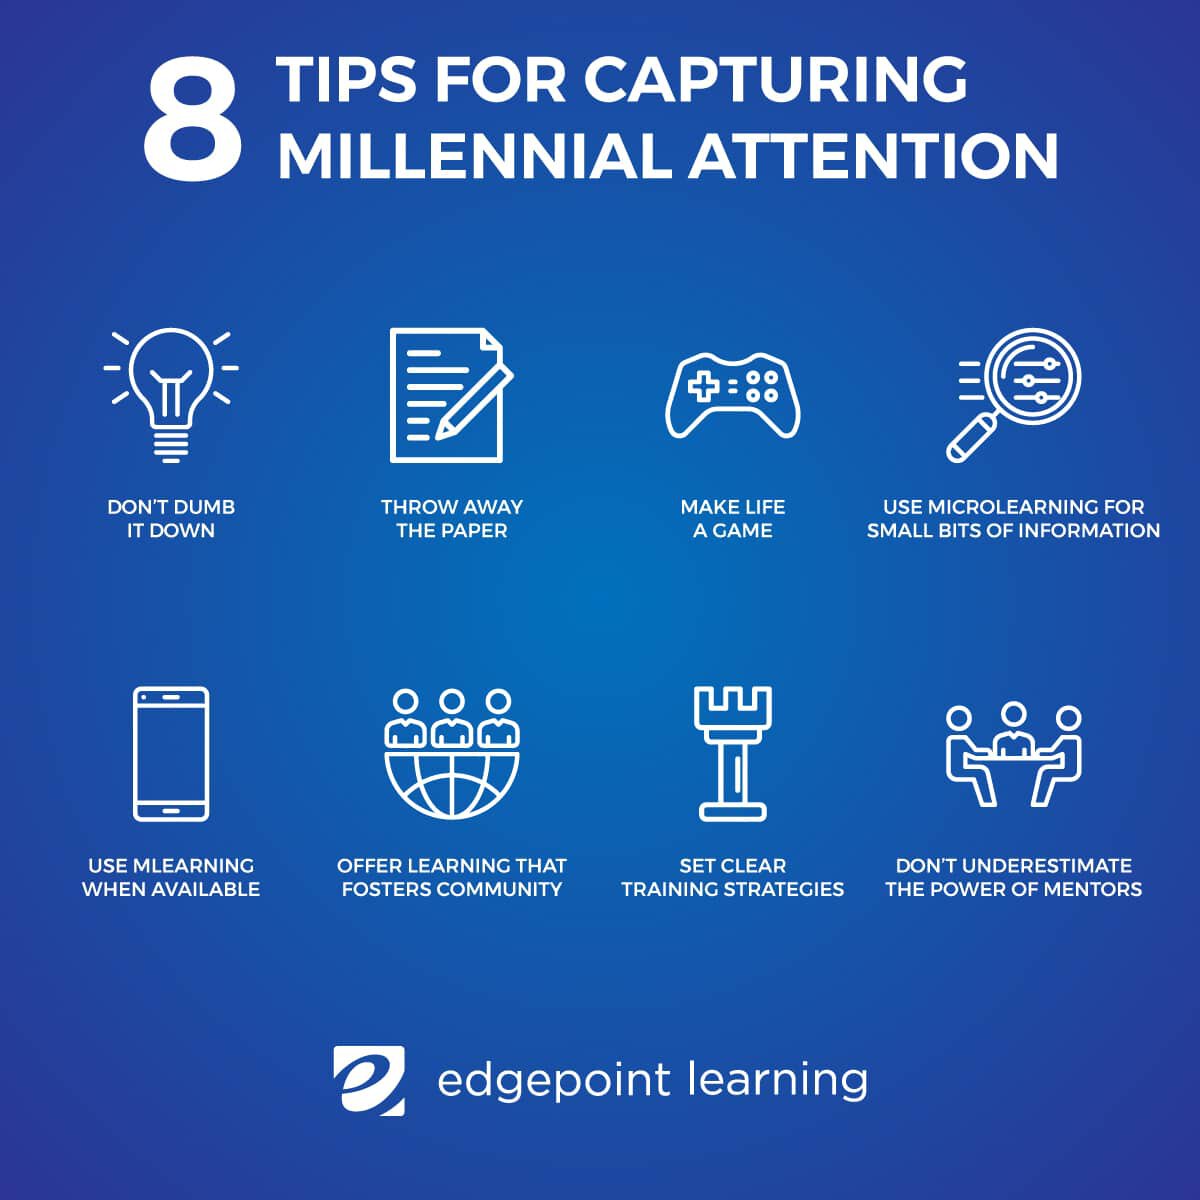 8 TIPS FOR CAPTURING
MILLENNIAL ATTENTION
DON'T DUMB
IT DOWN
THROW AWAY
THE PAPER
MAKE LIFE
A GAME
USE MICROLEARNING FOR
SMALL BITS OF INFORMATION
USE MLEARNING
WHEN AVAILABLE
OFFER LEARNING THAT
FOSTERS COMMUNITY
SET CLEAR
TRAINING STRATEGIES
DON'T UNDERESTIMATE
THE POWER OF MENTORS
edgepoint learning